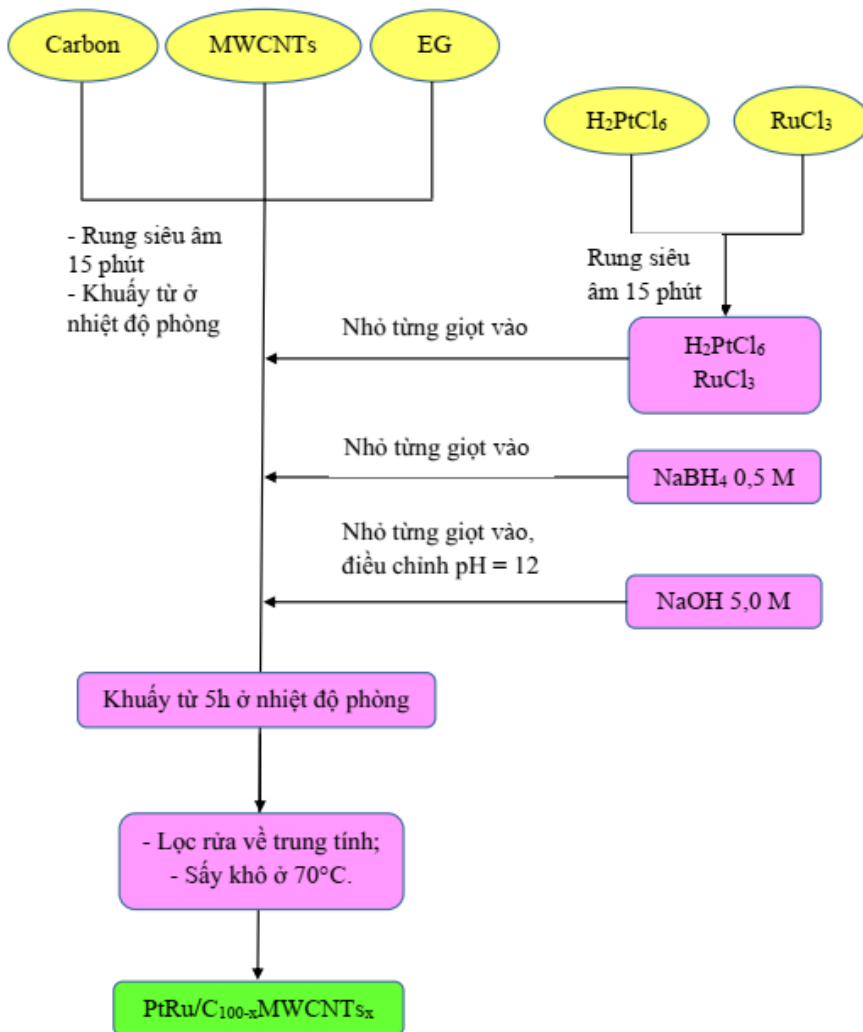 Carbon
MWCNTs
EG
H₂PtCl₆
RuCl₃
- Rung siêu âm
15 phút
- Khuấy từ ở
nhiệt độ phòng
Rung siêu
âm 15 phút
Nhỏ từng giọt vào
H₂PtCl₆
RuCl₃
Nhỏ từng giọt vào
NaBH₄ 0,5 M
Nhỏ từng giọt vào,
điều chỉnh pH = 12
NaOH 5,0 M
Khuấy từ 5h ở nhiệt độ phòng
- Lọc rửa về trung tính;
- Sấy khô ở 70°C.
PtRu/C₁₀₀₋ₓMWCNTsₓ